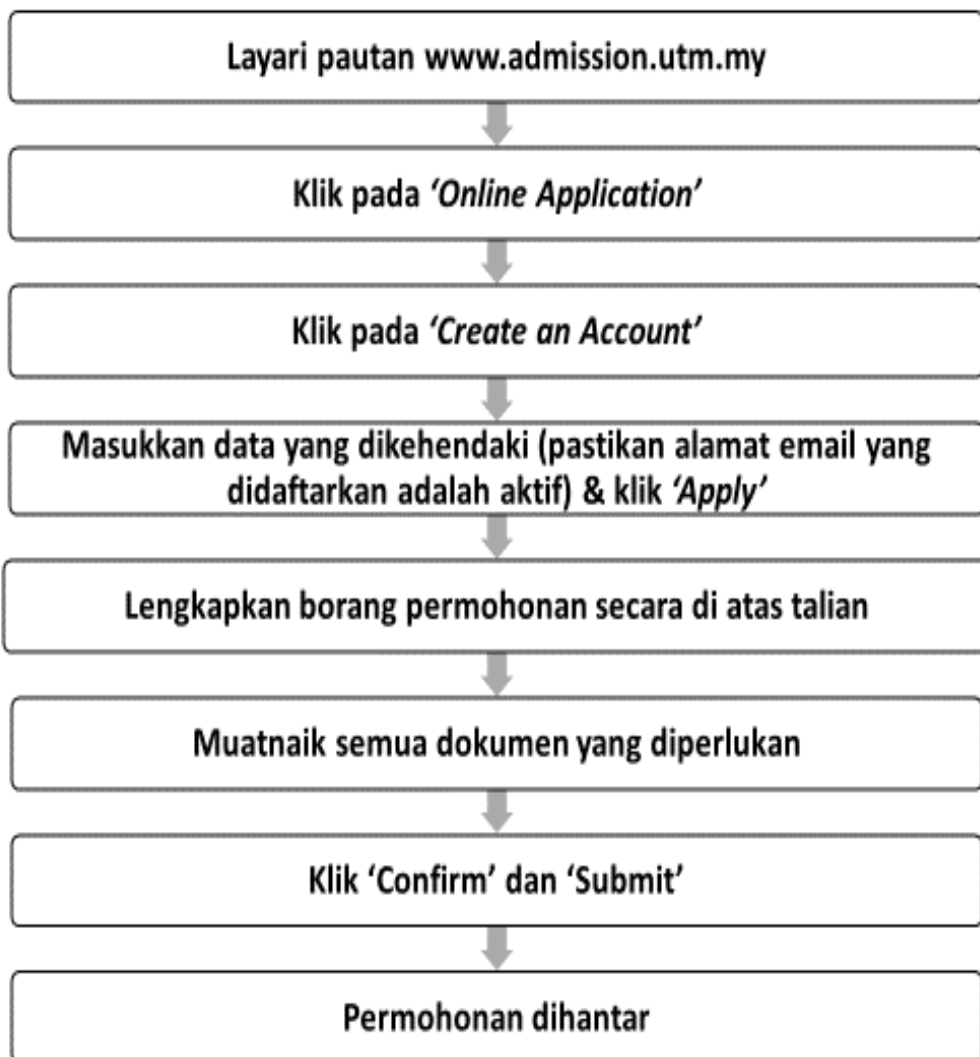 Layari pautan www.admission.utm.my
Klik pada ‘Online Application’
Klik pada ‘Create an Account’
Masukkan data yang dikehendaki (pastikan alamat email yang
didaftarkan adalah aktif) & klik ‘Apply’
Lengkapkan borang permohonan secara di atas talian
Muatnaik semua dokumen yang diperlukan
Klik ‘Confirm’ dan ‘Submit’
Permohonan dihantar